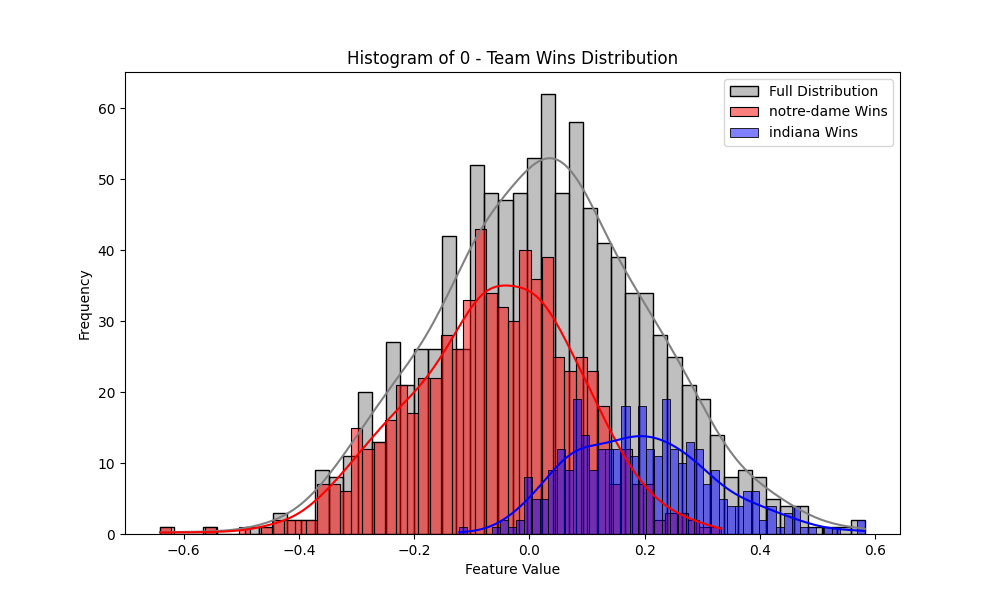 Histogram of 0 - Team Wins Distribution
Full Distribution
notre-dame Wins
indiana Wins
Frequency
60
50
40
30
20
10
0
−0.6
−0.4
−0.2
0.0
0.2
0.4
0.6
Feature Value